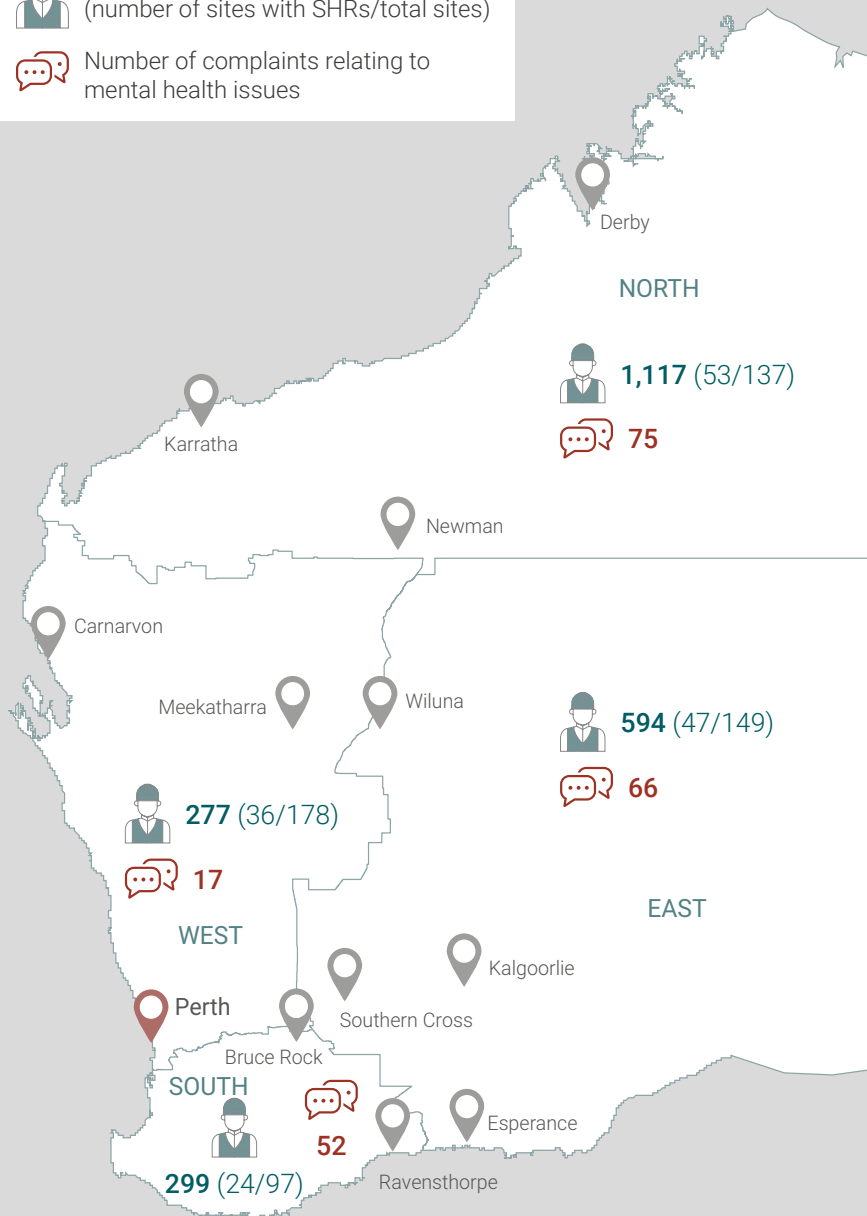 (number of sites with SHRs/total sites)
Number of complaints relating to
mental health issues
Derby
NORTH
1,117 (53/137)
75
Karratha
Newman
Carnarvon
Meekatharra
Wiluna
594 (47/149)
66
277 (36/178)
17
EAST
WEST
Kalgoorlie
Perth
Southern Cross
Bruce Rock
SOUTH
52
Esperance
299 (24/97)
Ravensthorpe